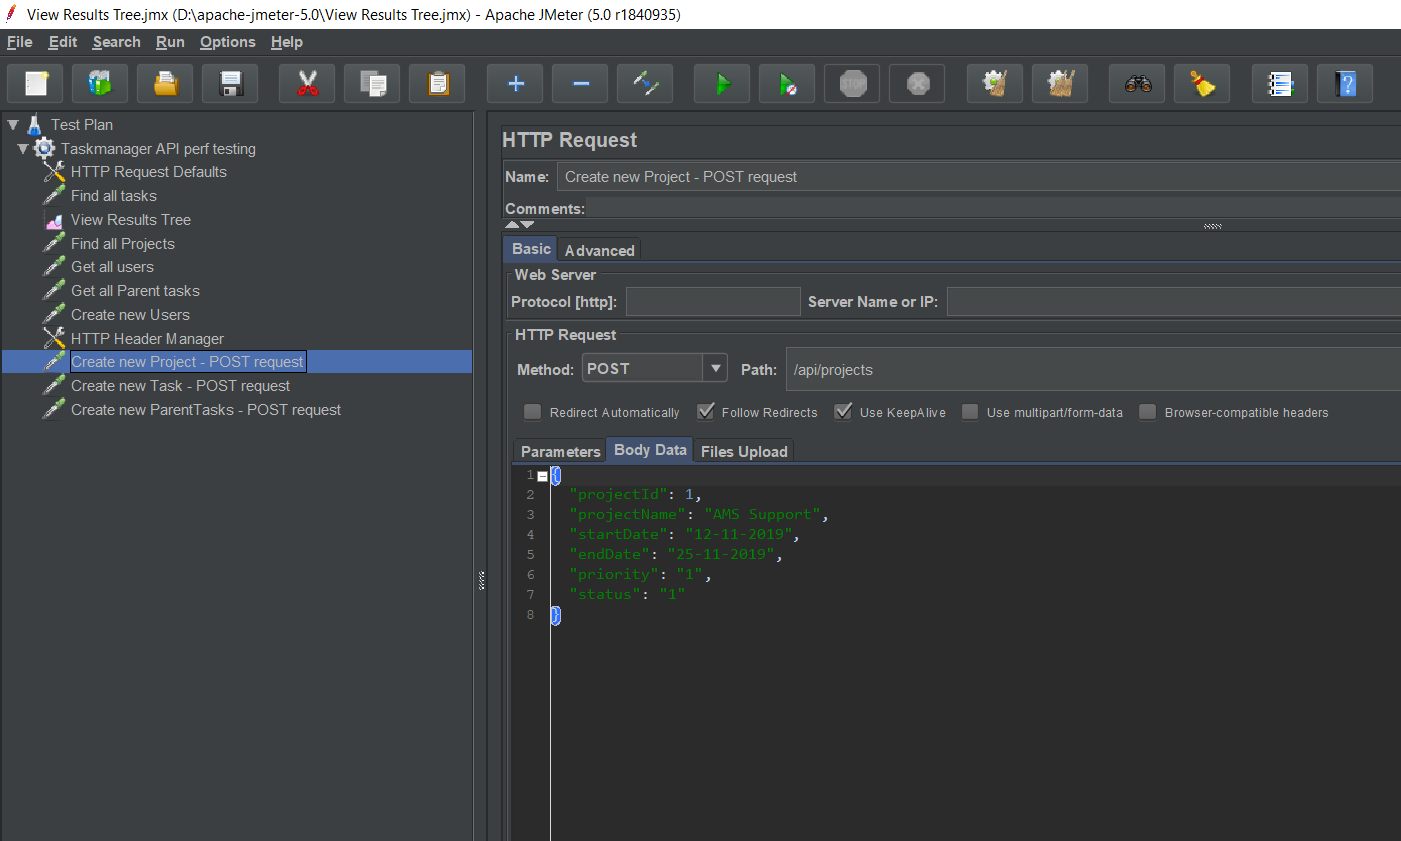 View Results Tree.jmx (D:\apache-jmeter-5.0\View Results Tree.jmx) - Apache JMeter (5.0 r1840935)
File Edit Search Run Options Help
STOP
Test Plan
Taskmanager API perf testing
HTTP Request Defaults
Find all tasks
View Results Tree
Find all Projects
Get all users
Get all Parent tasks
Create new Users
HTTP Header Manager
Create new Project - POST request
Create new Task - POST request
Create new ParentTasks - POST request
HTTP Request
Name: Create new Project - POST request
Comments:
Basic Advanced
Web Server
Protocol [http]: Server Name or IP:
HTTP Request
Method: POST Path: /api/projects
Redirect Automatically Follow Redirects Use KeepAlive Use multipart/form-data Browser-compatible headers
Parameters Body Data Files Upload
1 {
2 "projectId": 1,
3 "projectName": "AMS Support",
4 "startDate": "12-11-2019",
5 "endDate": "25-11-2019",
6 "priority": "1",
7 "status": "1"
8 }